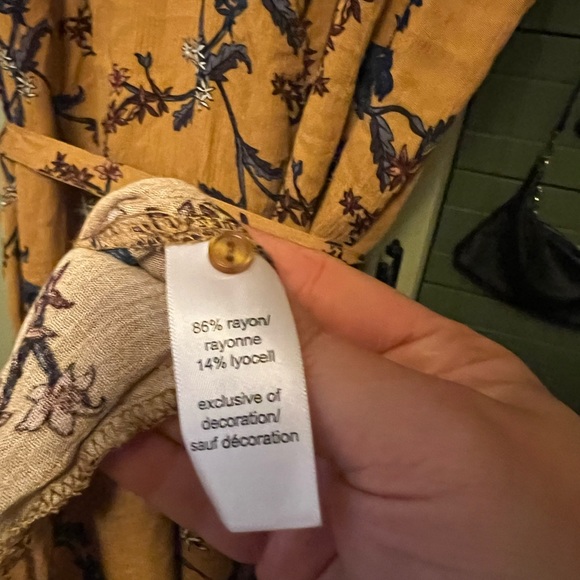 86% rayon/
rayonne
14% lyocell
exclusive of
decoration/
sauf décoration